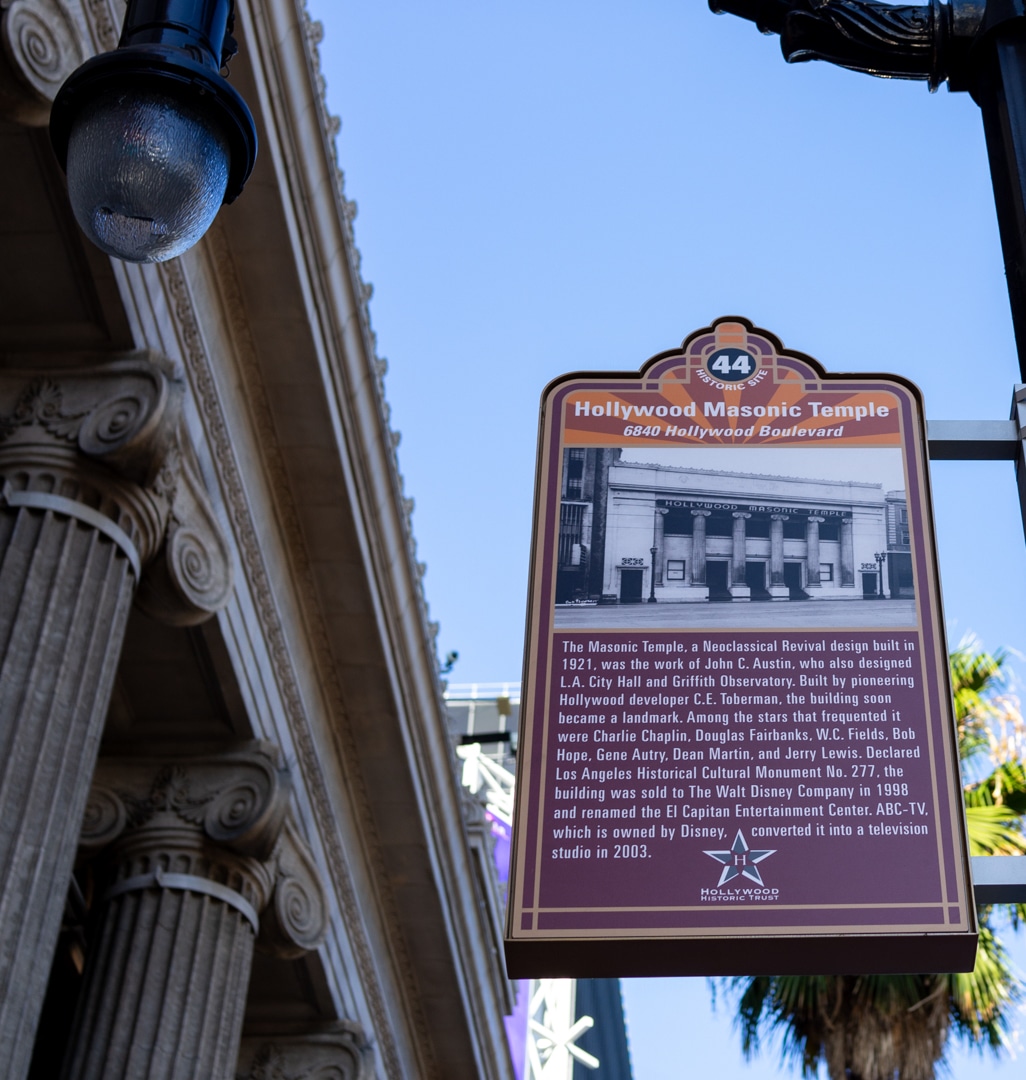 44
HISTORIC SITE
Hollywood Masonic Temple
6840 Hollywood Boulevard
HOLLYWOOD MASONIC TEMPLE
The Masonic Temple, a Neoclassical Revival design built in
1921, was the work of John C. Austin, who also designed
L.A. City Hall and Griffith Observatory. Built by pioneering
Hollywood developer C.E. Toberman, the building soon
became a landmark. Among the stars that frequented it
were Charlie Chaplin, Douglas Fairbanks, W.C. Fields, Bob
Hope, Gene Autry, Dean Martin, and Jerry Lewis. Declared
Los Angeles Historical Cultural Monument No. 277, the
building was sold to The Walt Disney Company in 1998
and renamed the El Capitan Entertainment Center. ABC-TV,
which is owned by Disney, converted it into a television
studio in 2003.
H
HOLLYWOOD
HISTORIC TRUST